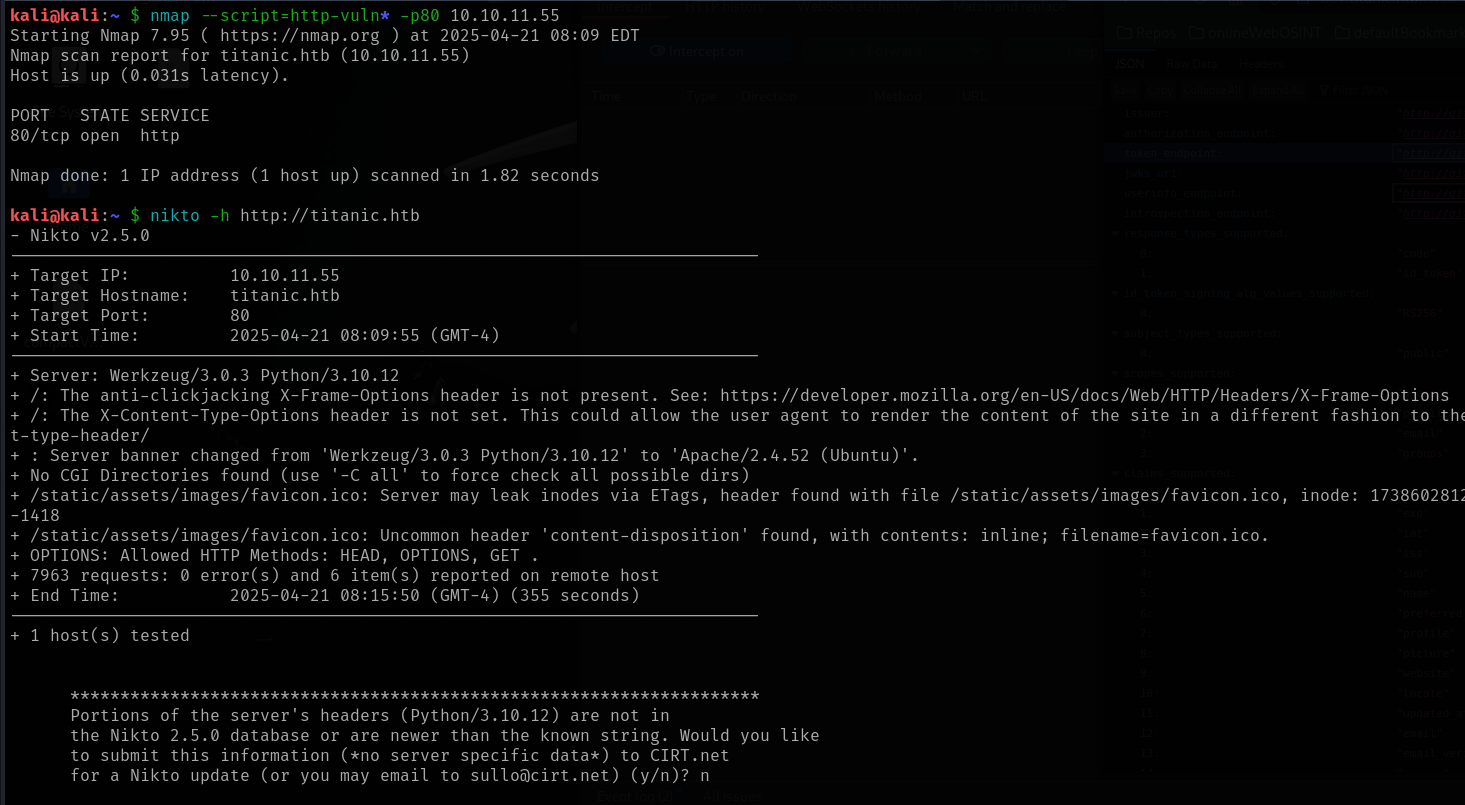 kali@kali:~ $ nmap --script=http-vuln* -p80 10.10.11.55
Starting Nmap 7.95 ( https://nmap.org ) at 2025-04-21 08:09 EDT
Nmap scan report for titanic.htb (10.10.11.55)
Host is up (0.031s latency).
PORT   STATE SERVICE
80/tcp open  http
Nmap done: 1 IP address (1 host up) scanned in 1.82 seconds
kali@kali:~ $ nikto -h http://titanic.htb
- Nikto v2.5.0
+ Target IP:          10.10.11.55
+ Target Hostname:    titanic.htb
+ Target Port:        80
+ Start Time:         2025-04-21 08:09:55 (GMT-4)
+ Server: Werkzeug/3.0.3 Python/3.10.12
+ /: The anti-clickjacking X-Frame-Options header is not present. See: https://developer.mozilla.org/en-US/docs/Web/HTTP/Headers/X-Frame-Options
+ /: The X-Content-Type-Options header is not set. This could allow the user agent to render the content of the site in a different fashion to the
t-type-header/
+ : Server banner changed from 'Werkzeug/3.0.3 Python/3.10.12' to 'Apache/2.4.52 (Ubuntu)'.
+ No CGI Directories found (use '-C all' to force check all possible dirs)
+ /static/assets/images/favicon.ico: Server may leak inodes via ETags, header found with file /static/assets/images/favicon.ico, inode: 1738602812
-1418
+ /static/assets/images/favicon.ico: Uncommon header 'content-disposition' found, with contents: inline; filename=favicon.ico.
+ OPTIONS: Allowed HTTP Methods: HEAD, OPTIONS, GET .
+ 7963 requests: 0 error(s) and 6 item(s) reported on remote host
+ End Time:           2025-04-21 08:15:50 (GMT-4) (355 seconds)
+ 1 host(s) tested
*********************************************************************
Portions of the server's headers (Python/3.10.12) are not in
the Nikto 2.5.0 database or are newer than the known string. Would you like
to submit this information (*no server specific data*) to CIRT.net
for a Nikto update (or you may email to sullo@cirt.net) (y/n)? n
Intercept on
Time Type Direction Method URL
Repos onlineWebOSINT
JSON Raw Data Headers